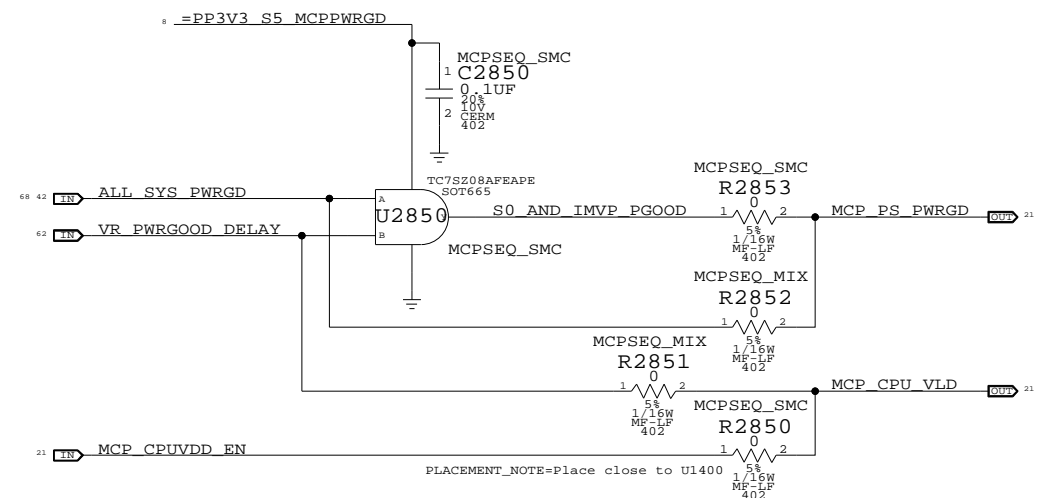 8 =PP3V3_S5_MCPPWRGD
MCPSEQ_SMC
1 C2850
0.1UF
20%
10V
2 CERM
402
TC7SZ08AFEAPE
SOT665
68 42 IN ALL_SYS_PWRGD
A
U2850
Y
S0_AND_IMVP_PGOOD
62 IN VR_PWRGOOD_DELAY
B
MCPSEQ_SMC
MCPSEQ_SMC
R2853
0
1 2
5%
1/16W
MF-LF
402
MCP_PS_PWRGD OUT 21
MCPSEQ_MIX
R2852
0
1 2
5%
1/16W
MF-LF
402
MCPSEQ_MIX
R2851
0
1 2
5%
1/16W
MF-LF
402
MCP_CPU_VLD OUT 21
MCPSEQ_SMC
R2850
0
1 2
5%
1/16W
MF-LF
402
21 IN MCP_CPUVDD_EN
PLACEMENT_NOTE=Place close to U1400